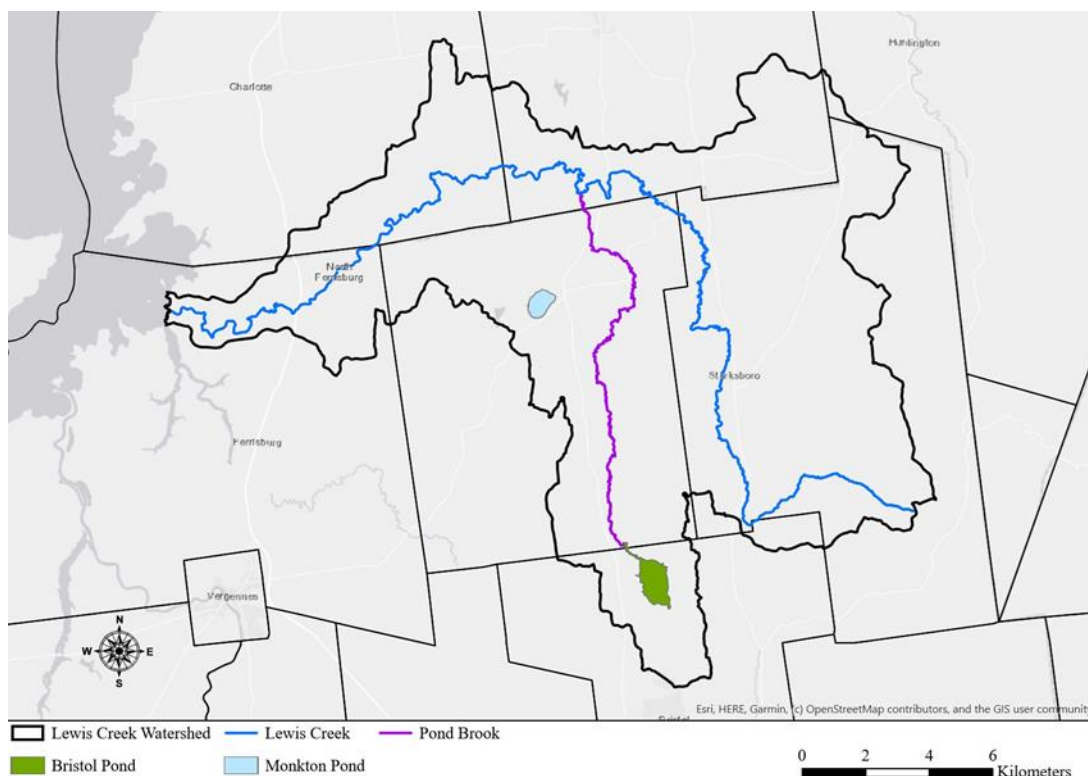 Huntington
Charlotte
North
Ferrisburg
Starksboro
Ferrisburg
Vergennes
N
W E
S
Bristol
Esri, HERE, Garmin, (c) OpenStreetMap contributors, and the GIS user community
Lewis Creek Watershed Lewis Creek Pond Brook
Bristol Pond Monkton Pond
0 2 4 6
Kilometers